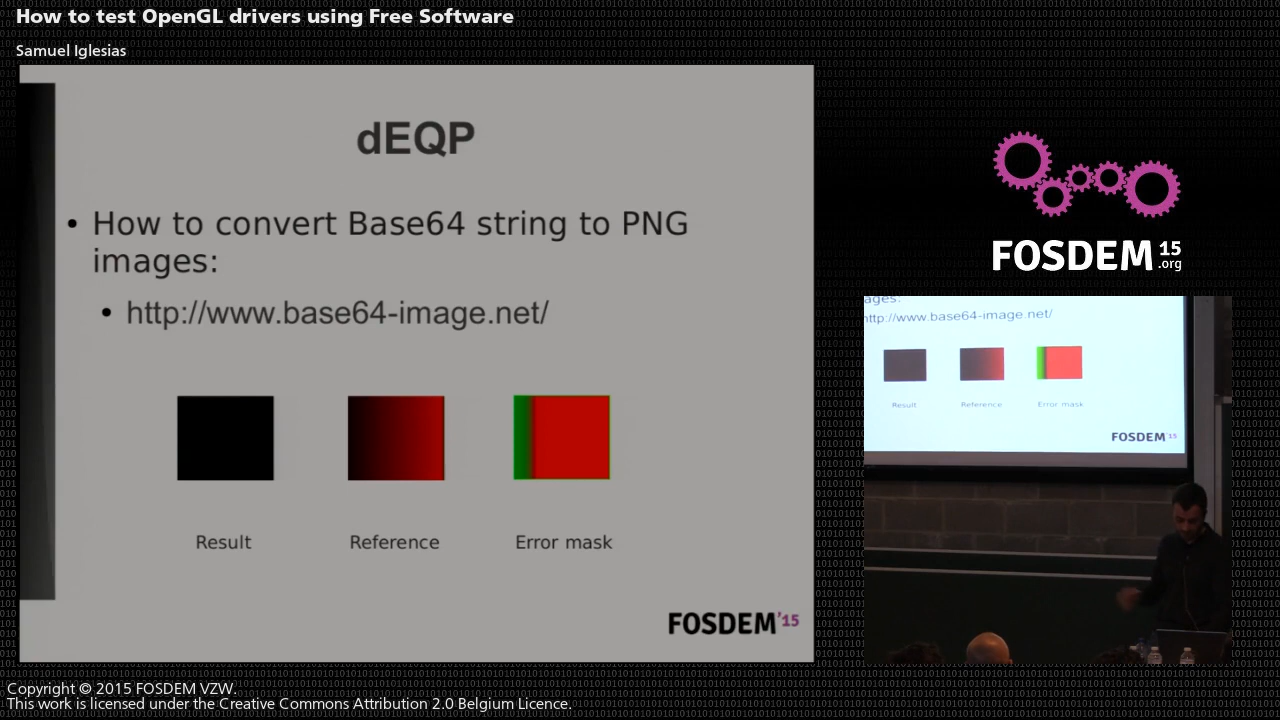 How to test OpenGL drivers using Free Software
Samuel Iglesias
dEQP
• How to convert Base64 string to PNG
images:
• http://www.base64-image.net/
Result
Reference
Error mask
FOSDEM'15
FOSDEM 15
.org
ages:
http://www.base64-image.net/
Result
Reference
Error mask
FOSDEM'15
Copyright © 2015 FOSDEM VZW.
This work is licensed under the Creative Commons Attribution 2.0 Belgium Licence.